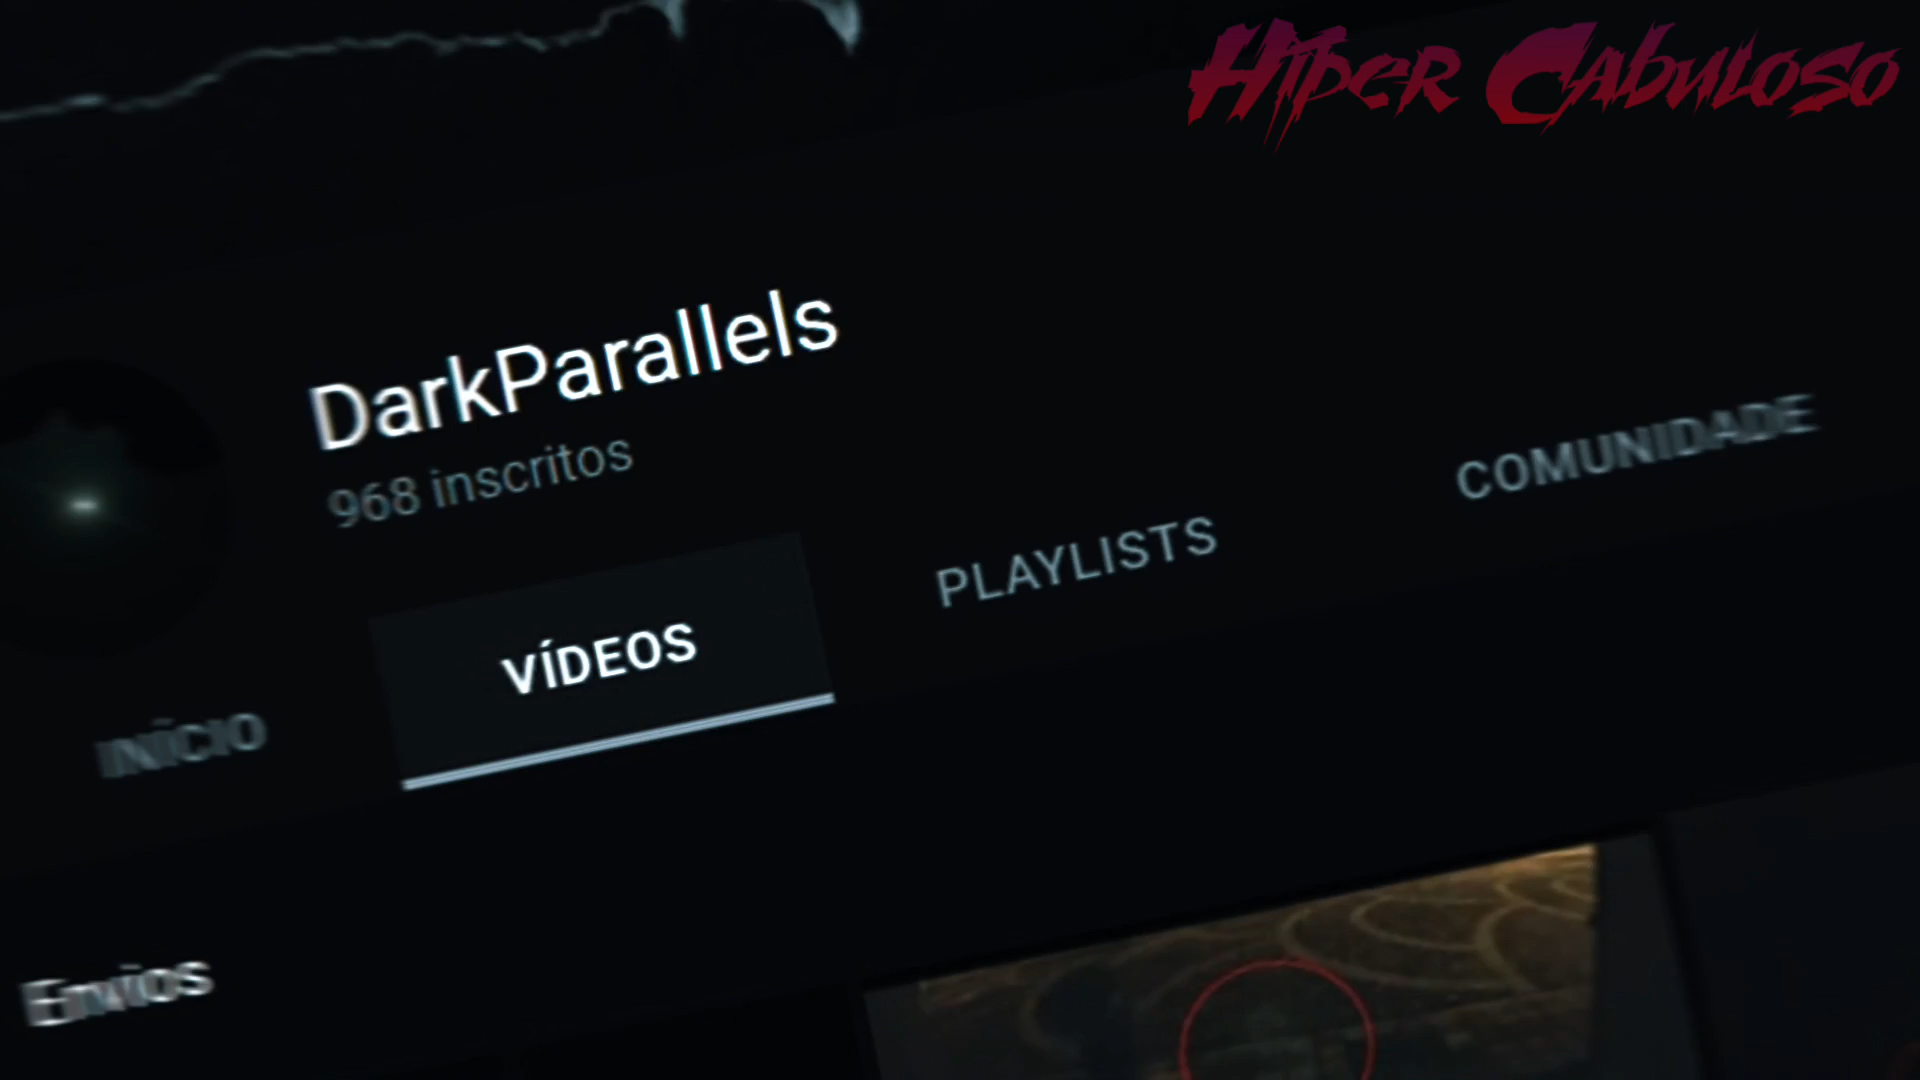 Hiper Cabuloso
DarkParallels
968 inscritos
INÍCIO
VÍDEOS
PLAYLISTS
COMUNIDADE
Envios